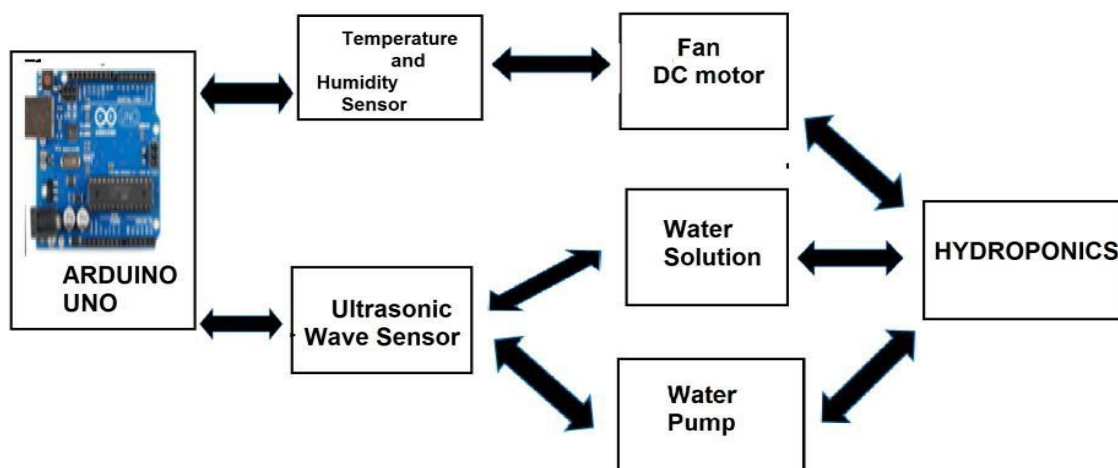 Temperature
and
Humidity
Sensor
Fan
DC motor
ARDUINO
UNO
Ultrasonic
Wave Sensor
Water
Solution
Water
Pump
HYDROPONICS